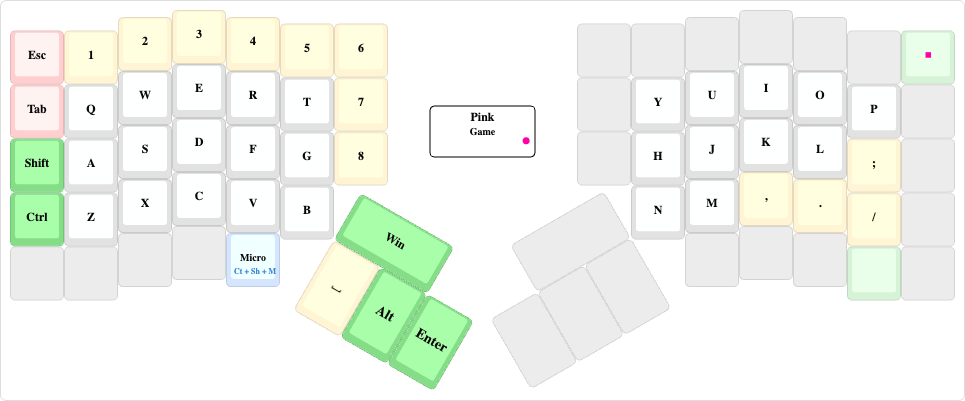 Esc 1 2 3 4 5 6
Tab Q W E R T 7 Y U I O P
Shift A S D F G 8 H J K L ;
Ctrl Z X C V B N M , . /
Pink
Game
Micro
Ct + Sh + M
Win
Alt
Enter